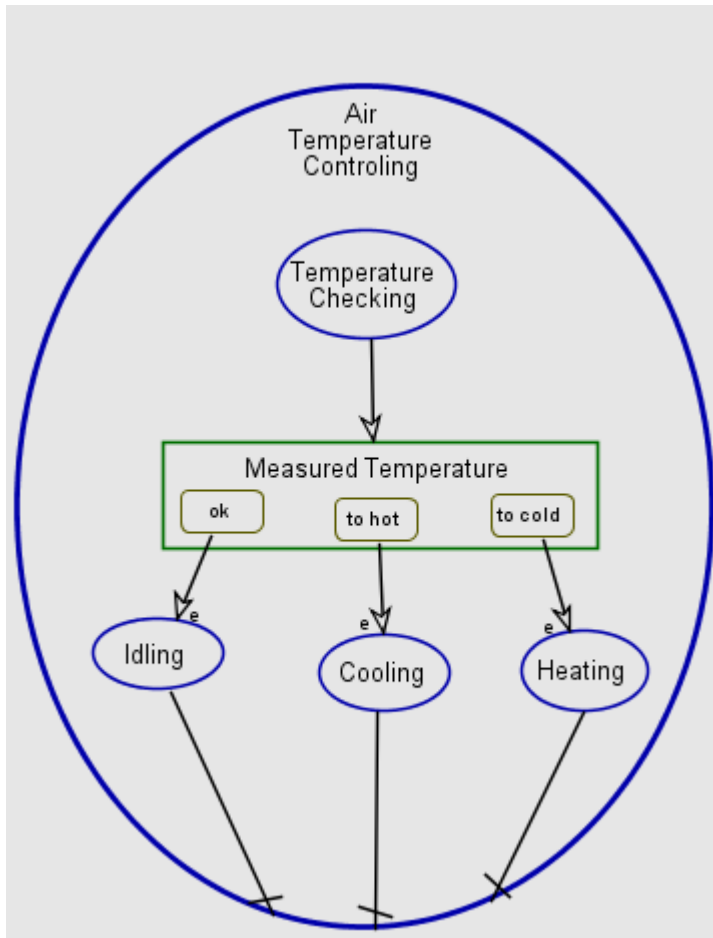 Air
Temperature
Controling
Temperature
Checking
Measured Temperature
ok
to hot
to cold
e
e
e
Idling
Cooling
Heating